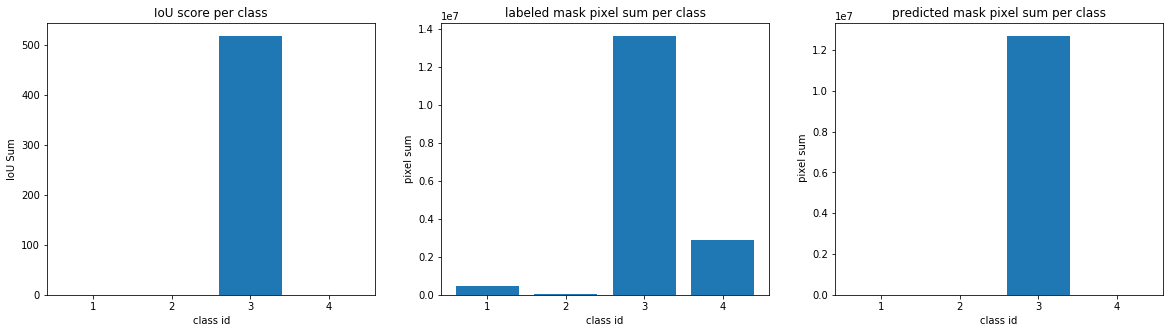 IoU score per class
IoU Sum
500
400
300
200
100
0
1 2 3 4
class id
labeled mask pixel sum per class
1e7
pixel sum
1.4
1.2
1.0
0.8
0.6
0.4
0.2
0.0
1 2 3 4
class id
predicted mask pixel sum per class
1e7
pixel sum
1.2
1.0
0.8
0.6
0.4
0.2
0.0
1 2 3 4
class id